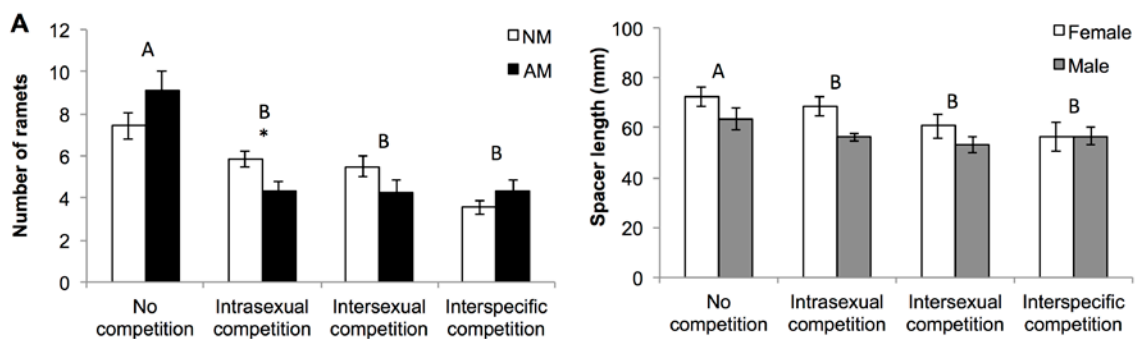 A
Number of ramets
12
10
8
6
4
2
0
A
B
*
B
B
NM
AM
No
competition
Intrasexual
competition
Intersexual
competition
Interspecific
competition
Spacer length (mm)
100
80
60
40
20
0
A
B
B
B
Female
Male
No
competition
Intrasexual
competition
Intersexual
competition
Interspecific
competition